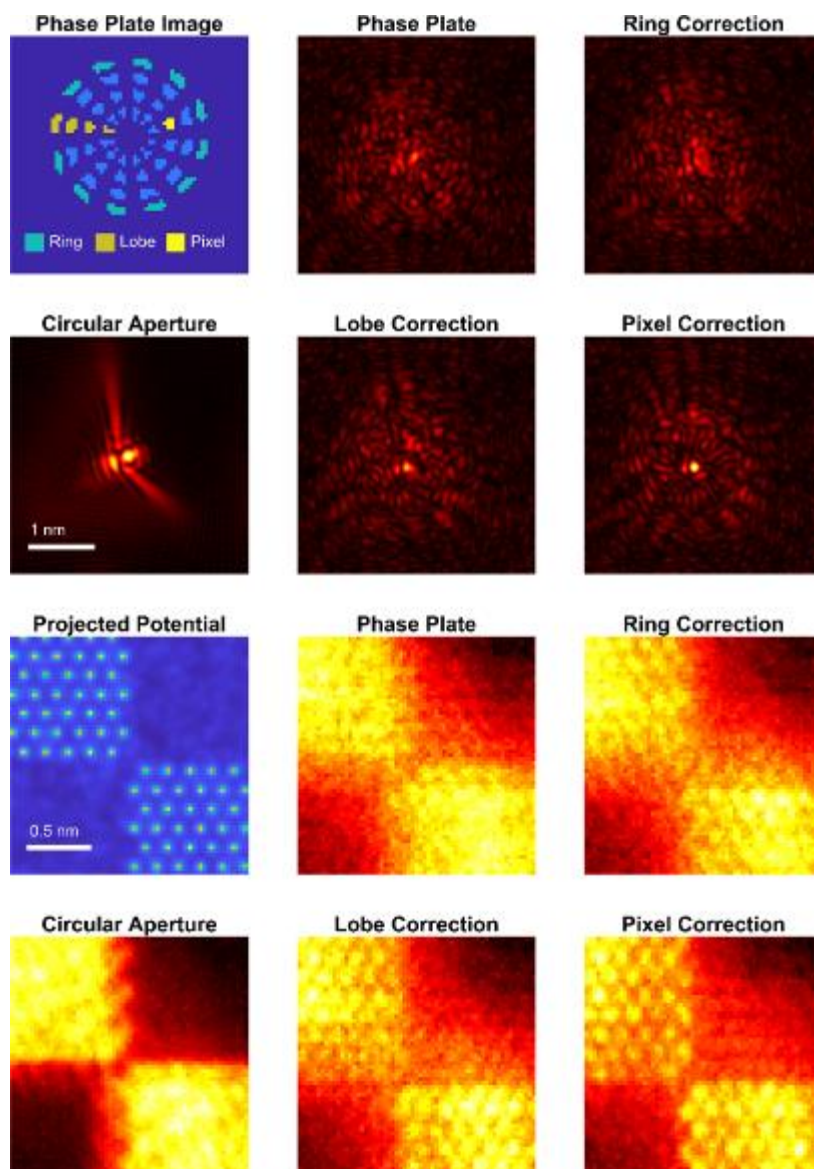 Phase Plate Image
Phase Plate
Ring Correction
Ring Lobe Pixel
Circular Aperture
Lobe Correction
Pixel Correction
1 nm
Projected Potential
Phase Plate
Ring Correction
0.5 nm
Circular Aperture
Lobe Correction
Pixel Correction